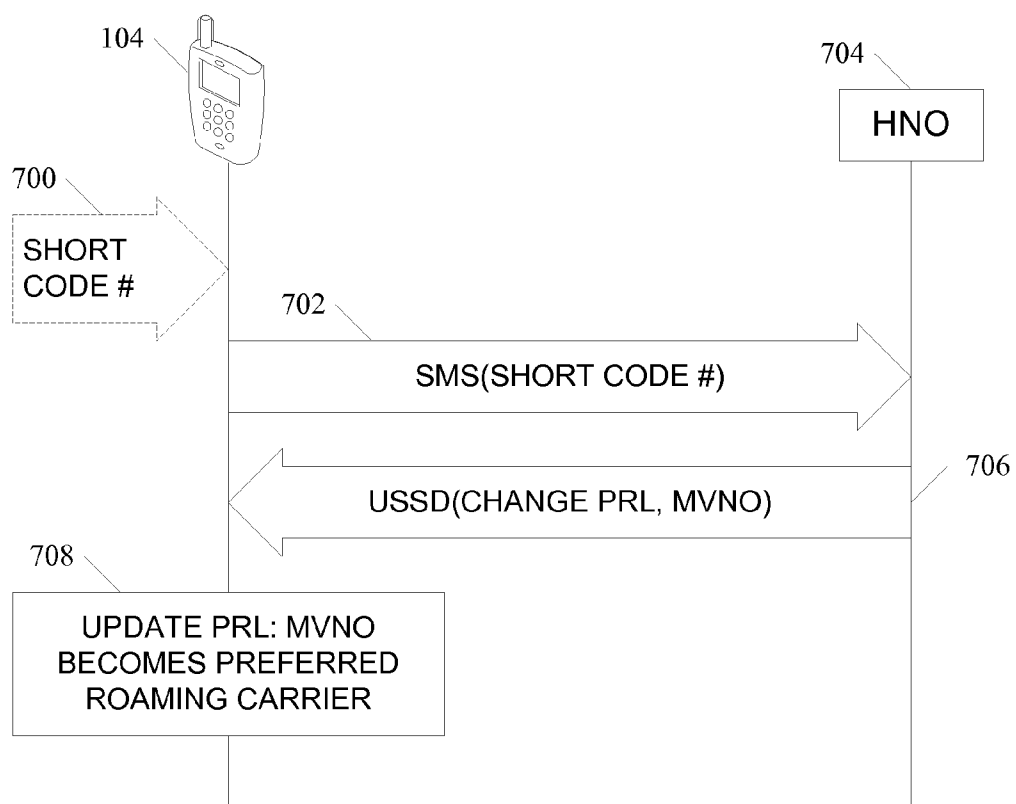 104
704
HNO
700
SHORT
CODE #
702
SMS(SHORT CODE #)
706
USSD(CHANGE PRL, MVNO)
708
UPDATE PRL: MVNO
BECOMES PREFERRED
ROAMING CARRIER